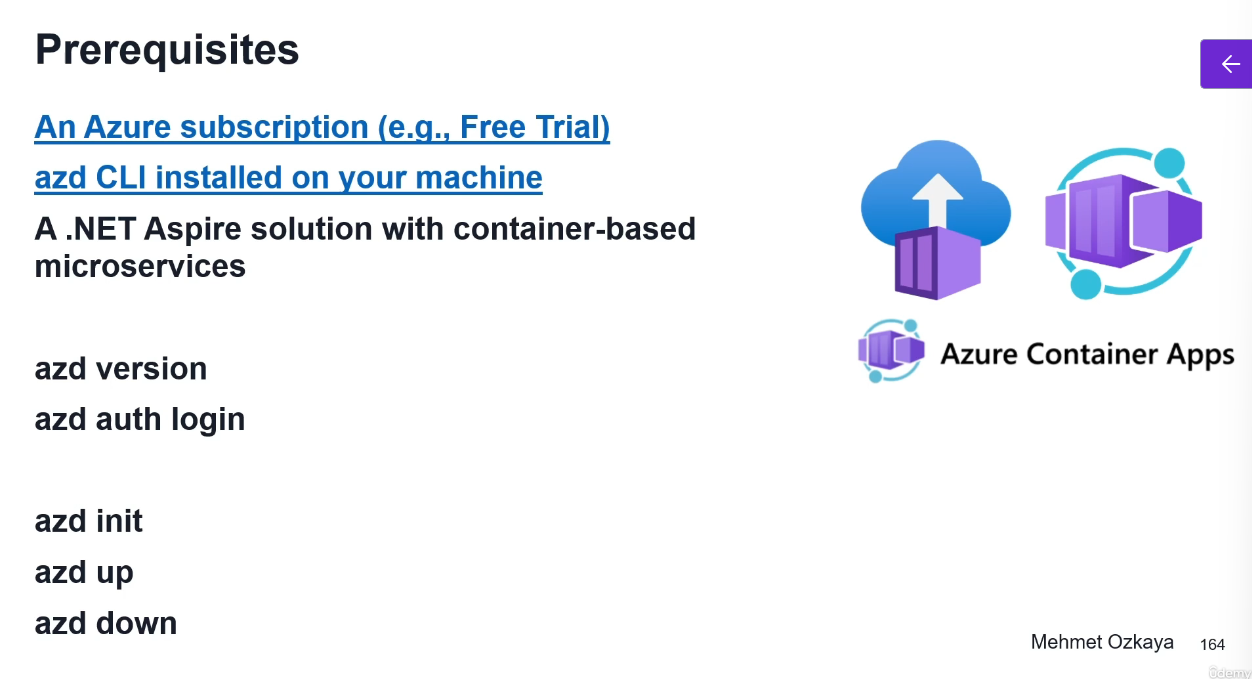 Prerequisites
An Azure subscription (e.g., Free Trial)
azd CLI installed on your machine
A .NET Aspire solution with container-based
microservices
azd version
azd auth login
azd init
azd up
azd down
Azure Container Apps
Mehmet Ozkaya
164
ûdemy